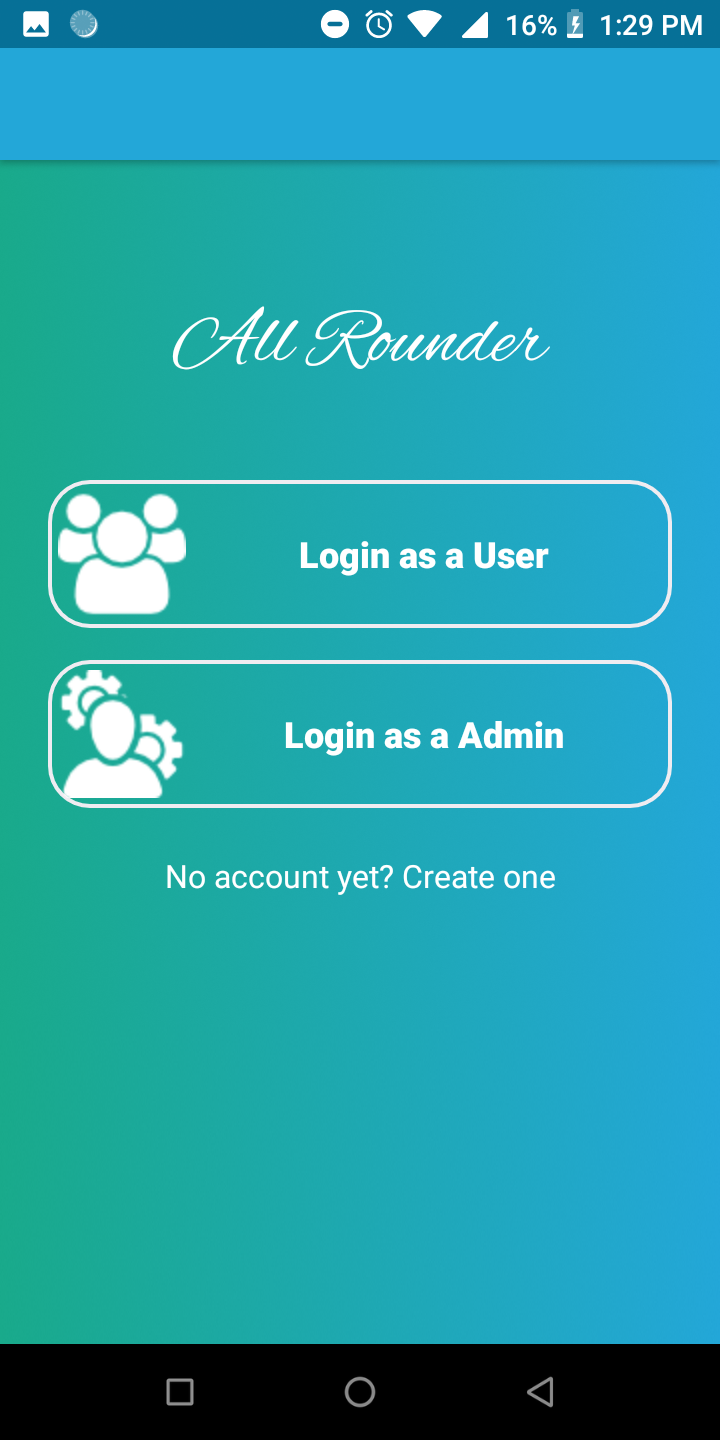 16% 1:29 PM
All Rounder
Login as a User
Login as a Admin
No account yet? Create one